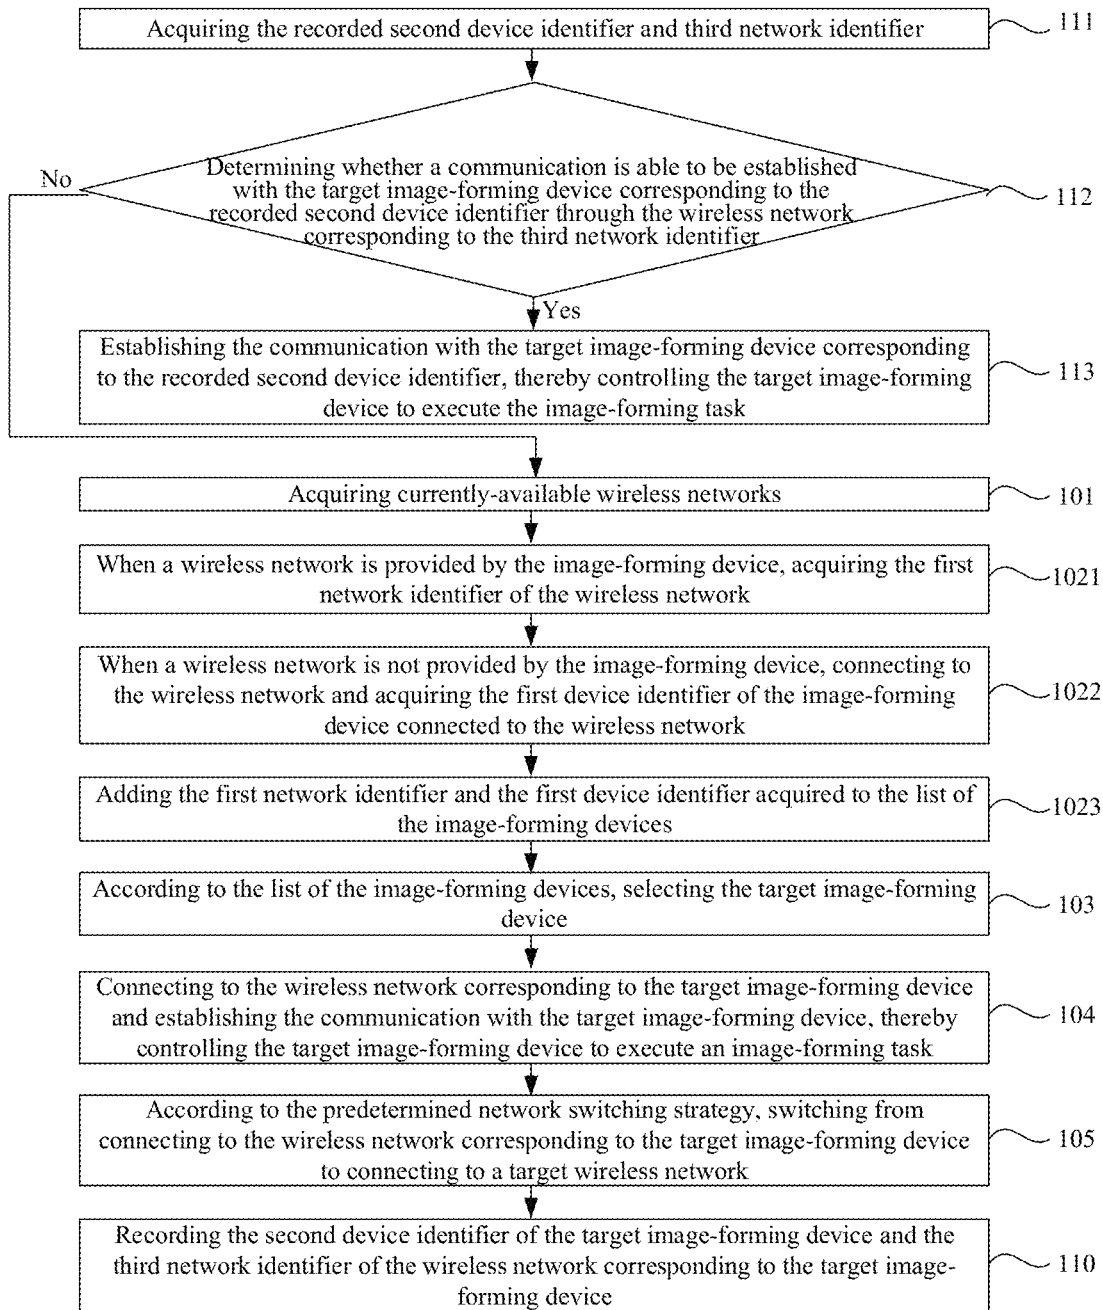 Acquiring the recorded second device identifier and third network identifier
111
No
Determining whether a communication is able to be established
with the target image-forming device corresponding to the
recorded second device identifier through the wireless network
corresponding to the third network identifier
112
Yes
Establishing the communication with the target image-forming device corresponding
to the recorded second device identifier, thereby controlling the target image-forming
device to execute the image-forming task
113
Acquiring currently-available wireless networks
101
When a wireless network is provided by the image-forming device, acquiring the first
network identifier of the wireless network
1021
When a wireless network is not provided by the image-forming device, connecting to
the wireless network and acquiring the first device identifier of the image-forming
device connected to the wireless network
1022
Adding the first network identifier and the first device identifier acquired to the list of
the image-forming devices
1023
According to the list of the image-forming devices, selecting the target image-forming
device
103
Connecting to the wireless network corresponding to the target image-forming device
and establishing the communication with the target image-forming device, thereby
controlling the target image-forming device to execute an image-forming task
104
According to the predetermined network switching strategy, switching from
connecting to the wireless network corresponding to the target image-forming device
to connecting to a target wireless network
105
Recording the second device identifier of the target image-forming device and the
third network identifier of the wireless network corresponding to the target image-
forming device
110